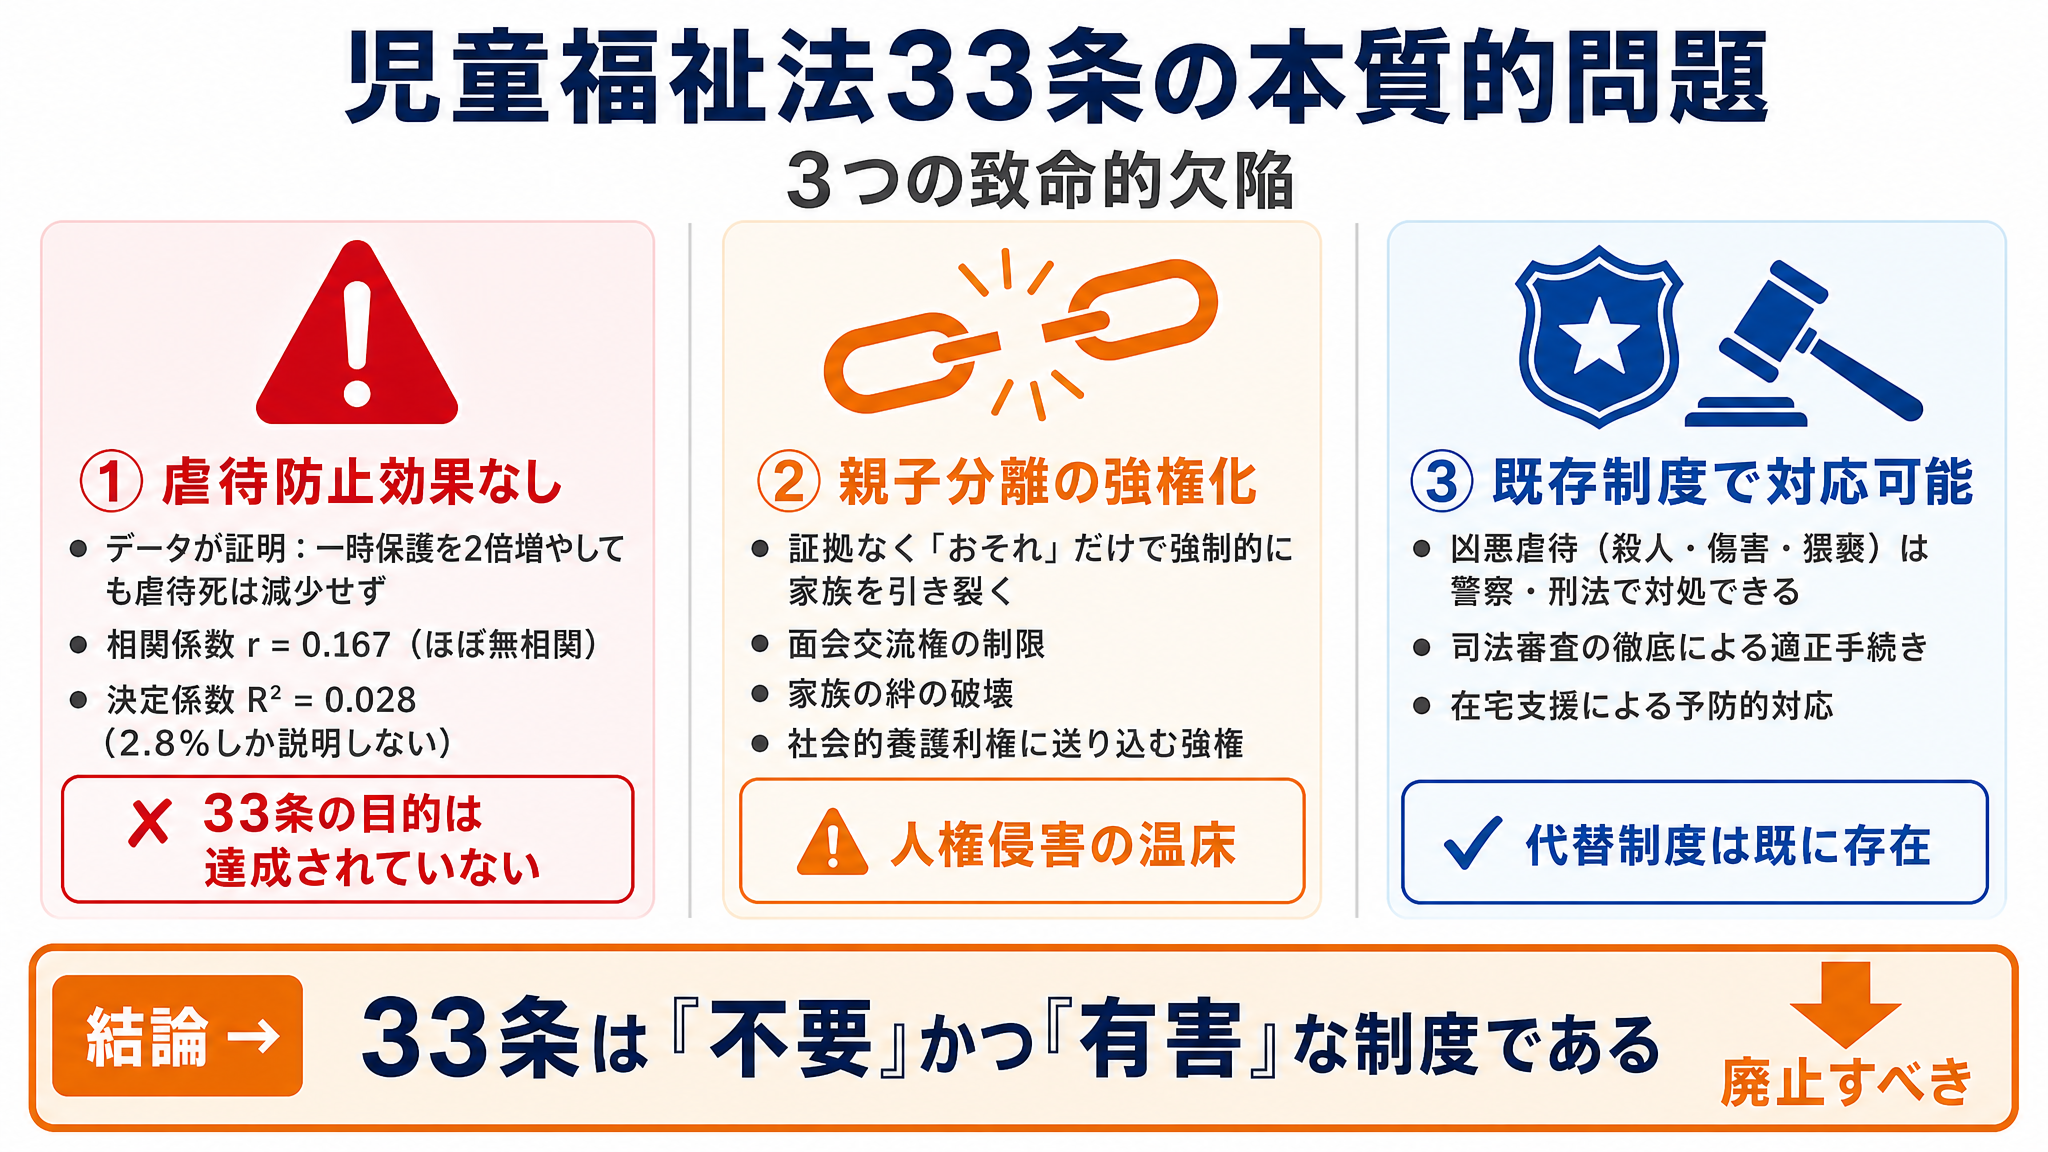 児童福祉法33条の本質的問題
3つの致命的欠陥
① 虐待防止効果なし
● データが証明：一時保護を2倍増やして
も虐待死は減少せず
● 相関係数 r = 0.167（ほぼ無相関）
● 決定係数 R² = 0.028
（2.8%しか説明しない）
✗ 33条の目的は
達成されていない
② 親子分離の強権化
● 証拠なく「おそれ」だけで強制的に
家族を引き裂く
● 面会交流権の制限
● 家族の絆の破壊
● 社会的養護利権に送り込む強権
人権侵害の温床
③ 既存制度で対応可能
● 凶悪虐待（殺人・傷害・猥褻）は
警察・刑法で対処できる
● 司法審査の徹底による適正手続き
● 在宅支援による予防的対応
✓ 代替制度は既に存在
結論→
33条は『不要』かつ『有害』な制度である
廃止すべき